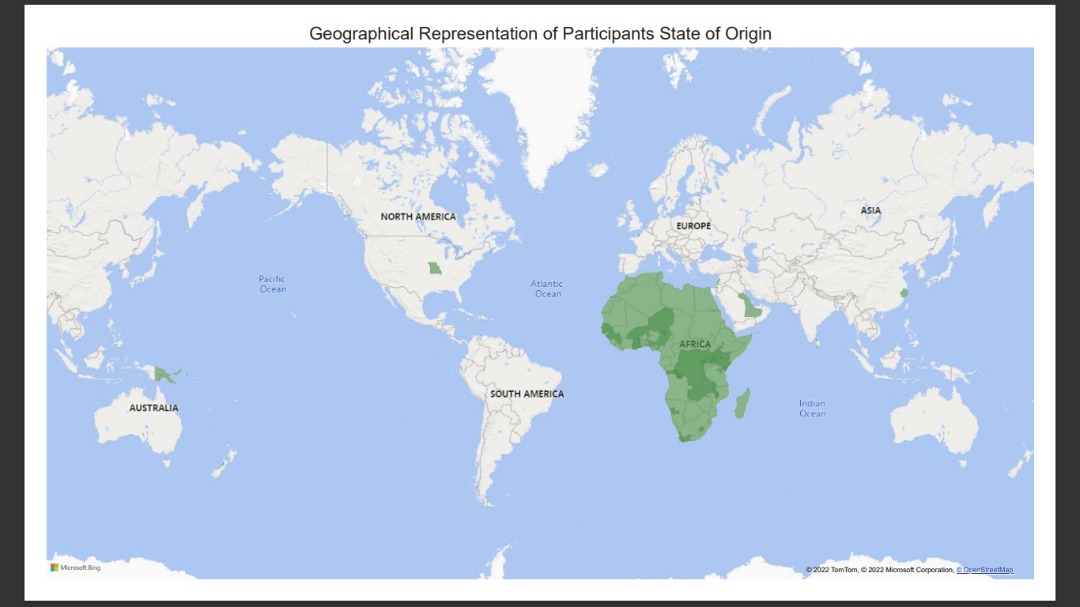 Geographical Representation of Participants State of Origin
NORTH AMERICA
ASIA
EUROPE
Pacific
Ocean
Atlantic
Ocean
AFRICA
SOUTH AMERICA
AUSTRALIA
Indian
Ocean
Microsoft Bing
© 2022 TomTom, © 2022 Microsoft Corporation, © OpenStreetMap